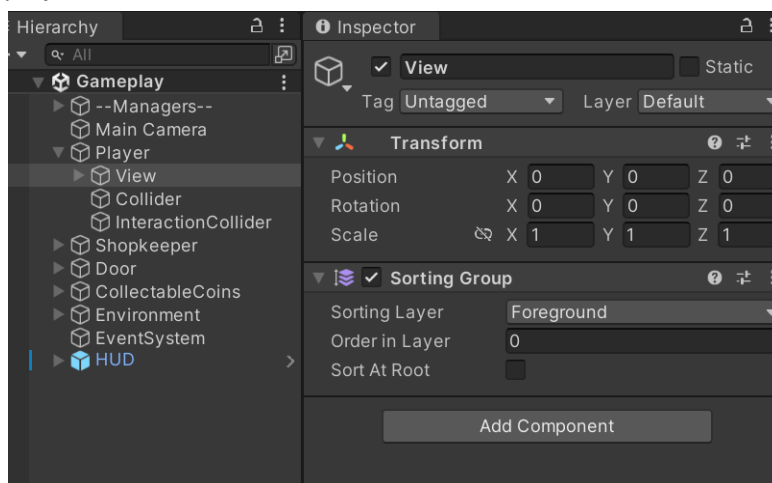 Hierarchy
All
Gameplay
--Managers--
Main Camera
Player
View
Collider
InteractionCollider
Shopkeeper
Door
CollectableCoins
Environment
EventSystem
HUD
Inspector
View
Static
Tag Untagged Layer Default
Transform
Position X 0 Y 0 Z 0
Rotation X 0 Y 0 Z 0
Scale X 1 Y 1 Z 1
Sorting Group
Sorting Layer Foreground
Order in Layer 0
Sort At Root
Add Component